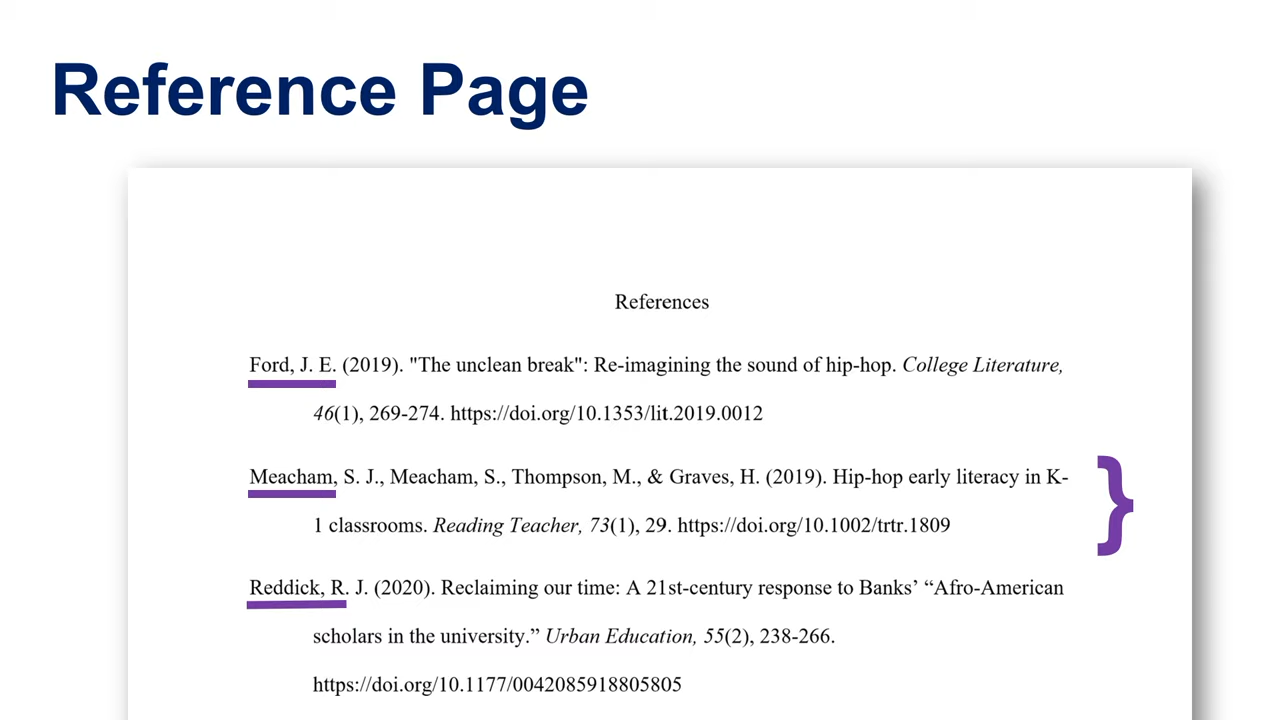 Reference Page
References
Ford, J. E. (2019). "The unclean break": Re-imagining the sound of hip-hop. College Literature,
46(1), 269-274. https://doi.org/10.1353/lit.2019.0012
Meacham, S. J., Meacham, S., Thompson, M., & Graves, H. (2019). Hip-hop early literacy in K-
1 classrooms. Reading Teacher, 73(1), 29. https://doi.org/10.1002/trtr.1809
Reddick, R. J. (2020). Reclaiming our time: A 21st-century response to Banks’ “Afro-American
scholars in the university.” Urban Education, 55(2), 238-266.
https://doi.org/10.1177/0042085918805805